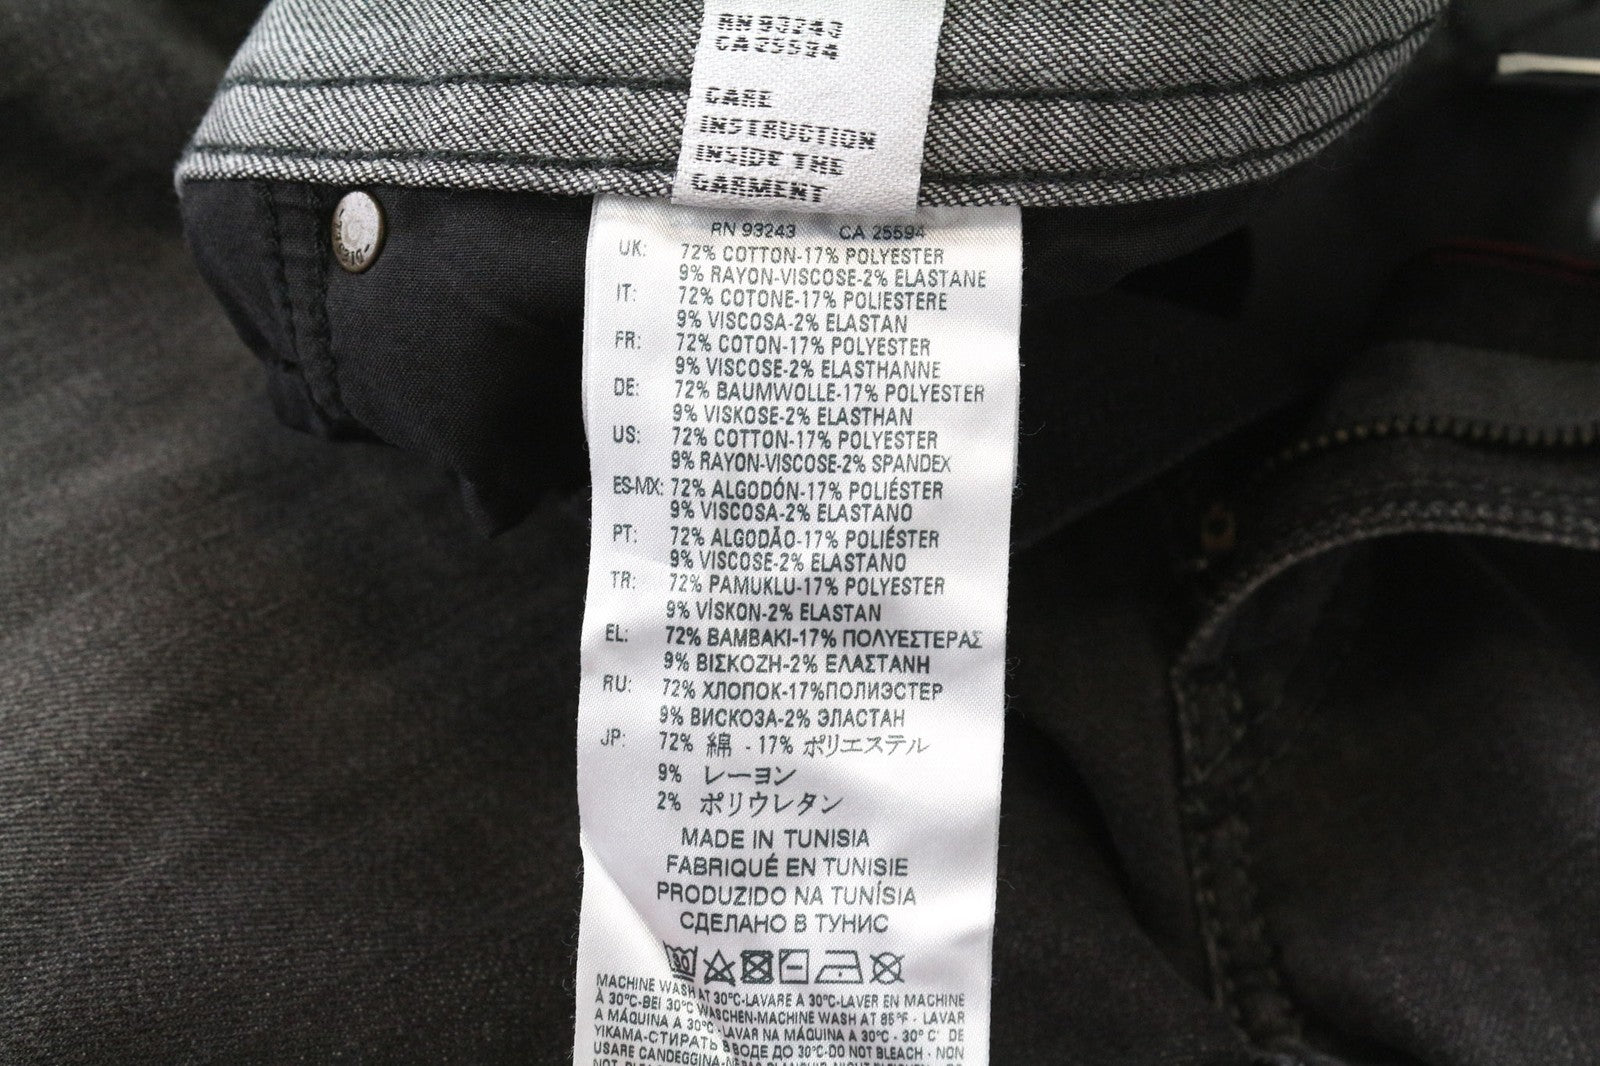 RN 93243
CA 25594
CARE
INSTRUCTION
INSIDE THE
GARMENT
RN 93243 CA 25594
UK: 72% COTTON-17% POLYESTER
9% RAYON-VISCOSE-2% ELASTANE
IT: 72% COTONE-17% POLIESTERE
9% VISCOSA-2% ELASTAN
FR: 72% COTON-17% POLYESTER
9% VISCOSE-2% ELASTHANNE
DE: 72% BAUMWOLLE-17% POLYESTER
9% VISKOSE-2% ELASTHAN
US: 72% COTTON-17% POLYESTER
9% RAYON-VISCOSE-2% SPANDEX
ES-MX: 72% ALGODÓN-17% POLIÉSTER
9% VISCOSA-2% ELASTANO
PT: 72% ALGODÃO-17% POLIÉSTER
9% VISCOSE-2% ELASTANO
TR: 72% PAMUKLU-17% POLYESTER
9% VİSKON-2% ELASTAN
EL: 72% ΒΑΜΒΑΚΙ-17% ΠΟΛΥΕΣΤΕΡΑΣ
9% ΒΙΣΚΟΖΗ-2% ΕΛΑΣΤΑΝΗ
RU: 72% ХЛОПОК-17%ПОЛИЭСТЕР
9% ВИСКОЗА-2% ЭЛАСТАН
JP: 72% 綿 - 17% ポリエステル
9% レーヨン
2% ポリウレタン
MADE IN TUNISIA
FABRIQUÉ EN TUNISIE
PRODUZIDO NA TUNÍSIA
СДЕЛАНО В ТУНИС
30
MACHINE WASH AT 30°C-LAVARE A 30°C-LAVER EN MACHINE
À 30°C-BEI 30°C WASCHEN-MACHINE WASH AT 85°F - LAVAR
A MÁQUINA A 30°C-LAVAR NA MÁQUINA A 30°C - 30° C' DE
YIKAMA-СТИРАТЬ В ВОДЕ ДО 30°C-DO NOT BLEACH - NON
USARE CANDEGGINA-